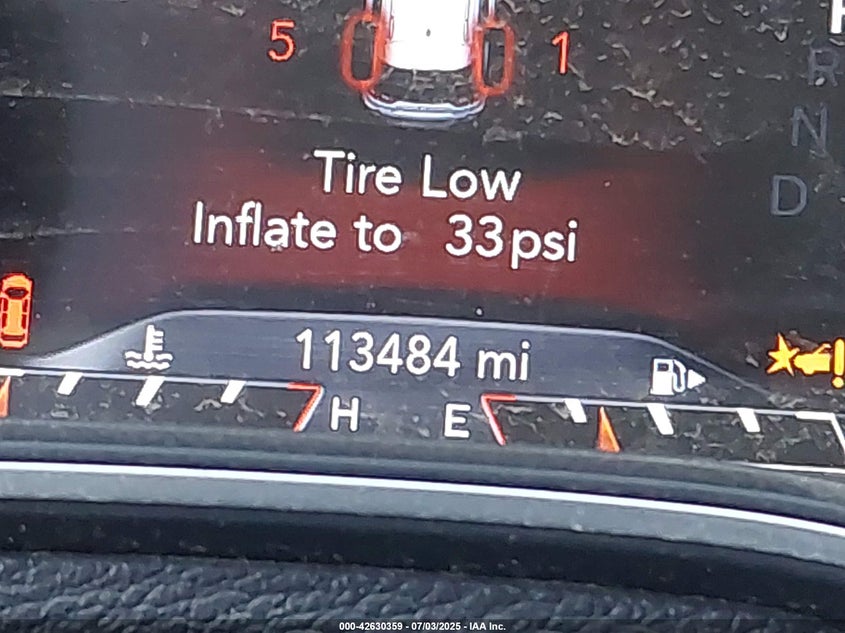 5 1
R
N
D
Tire Low
Inflate to 33psi
113484 mi
H E
000-42630359 - 07/03/2025 - IAA Inc.